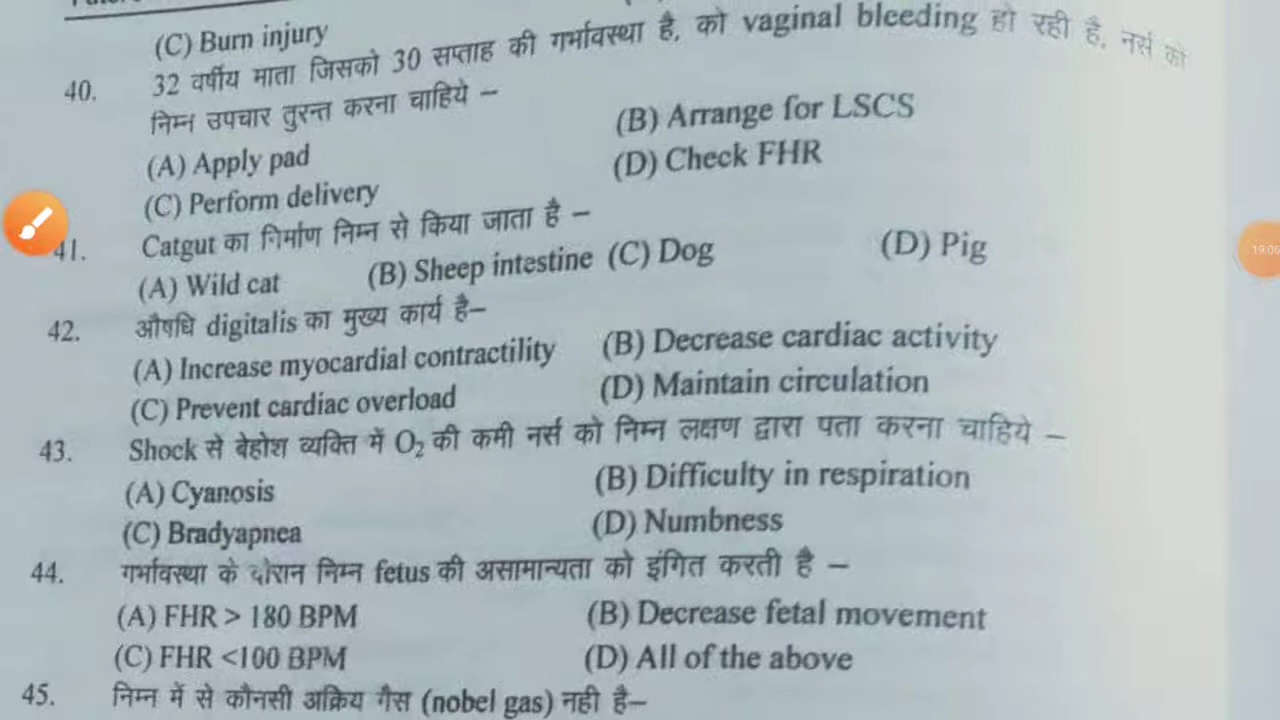 (C) Burn injury
40. 32 वर्षीय माता जिसको 30 सप्ताह की गर्भावस्था है, को vaginal bleeding हो रही है, नर्स को
निम्न उपचार तुरन्त करना चाहिये –
(A) Apply pad (B) Arrange for LSCS
(C) Perform delivery (D) Check FHR
41. Catgut का निर्माण निम्न से किया जाता है –
(A) Wild cat (B) Sheep intestine (C) Dog (D) Pig
42. औषधि digitalis का मुख्य कार्य है–
(A) Increase myocardial contractility (B) Decrease cardiac activity
(C) Prevent cardiac overload (D) Maintain circulation
43. Shock से बेहोश व्यक्ति में O₂ की कमी नर्स को निम्न लक्षण द्वारा पता करना चाहिये –
(A) Cyanosis (B) Difficulty in respiration
(C) Bradyapnea (D) Numbness
44. गर्भावस्था के दौरान निम्न fetus की असामान्यता को इंगित करती है –
(A) FHR > 180 BPM (B) Decrease fetal movement
(C) FHR <100 BPM (D) All of the above
45. निम्न में से कौनसी अक्रिय गैस (nobel gas) नही है–
19:06